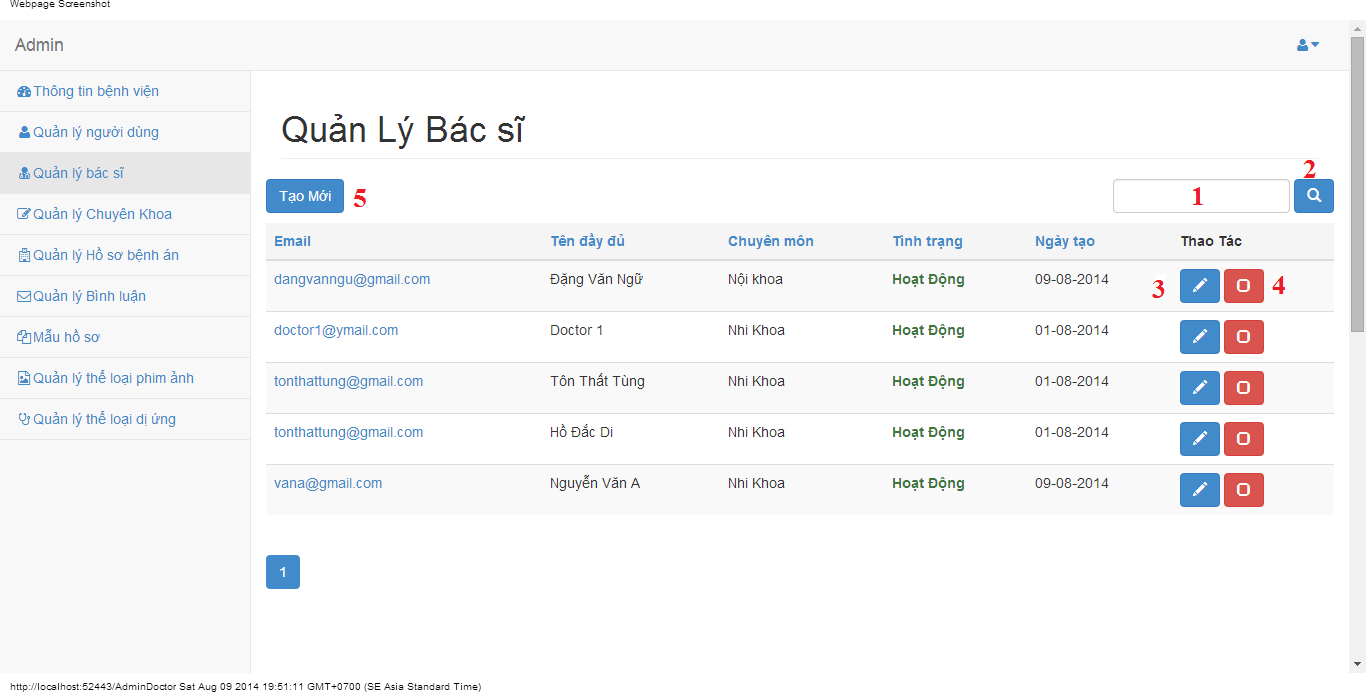 Webpage Screenshot
Admin
Thông tin bệnh viện
Quản lý người dùng
Quản lý bác sĩ
Quản lý Chuyên Khoa
Quản lý Hồ sơ bệnh án
Quản lý Bình luận
Mẫu hồ sơ
Quản lý thể loại phim ảnh
Quản lý thể loại dị ứng
Quản Lý Bác sĩ
Tạo Mới 5 1 2
Email Tên đầy đủ Chuyên môn Tình trạng Ngày tạo Thao Tác
dangvanngu@gmail.com Đặng Văn Ngữ Nội khoa Hoạt Động 09-08-2014 3 4
doctor1@ymail.com Doctor 1 Nhi Khoa Hoạt Động 01-08-2014
tonthattung@gmail.com Tôn Thất Tùng Nhi Khoa Hoạt Động 01-08-2014
tonthattung@gmail.com Hồ Đắc Di Nhi Khoa Hoạt Động 01-08-2014
vana@gmail.com Nguyễn Văn A Nhi Khoa Hoạt Động 09-08-2014
1
http://localhost:52443/AdminDoctor Sat Aug 09 2014 19:51:11 GMT+0700 (SE Asia Standard Time)